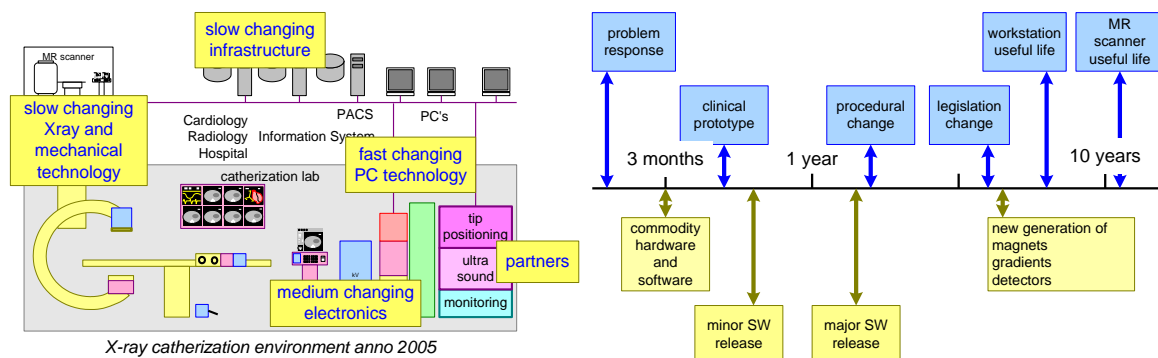 MR scanner
slow changing
infrastructure
slow changing
Xray and
mechanical
technology
PACS
PC's
Cardiology
Radiology
Hospital
Information System
fast changing
PC technology
catherization lab
tip
positioning
ultra
sound
monitoring
partners
kV
medium changing
electronics
X-ray catherization environment anno 2005
problem
response
workstation
useful life
MR
scanner
useful life
clinical
prototype
procedural
change
legislation
change
3 months
1 year
10 years
commodity
hardware
and
software
new generation of
magnets
gradients
detectors
minor SW
release
major SW
release